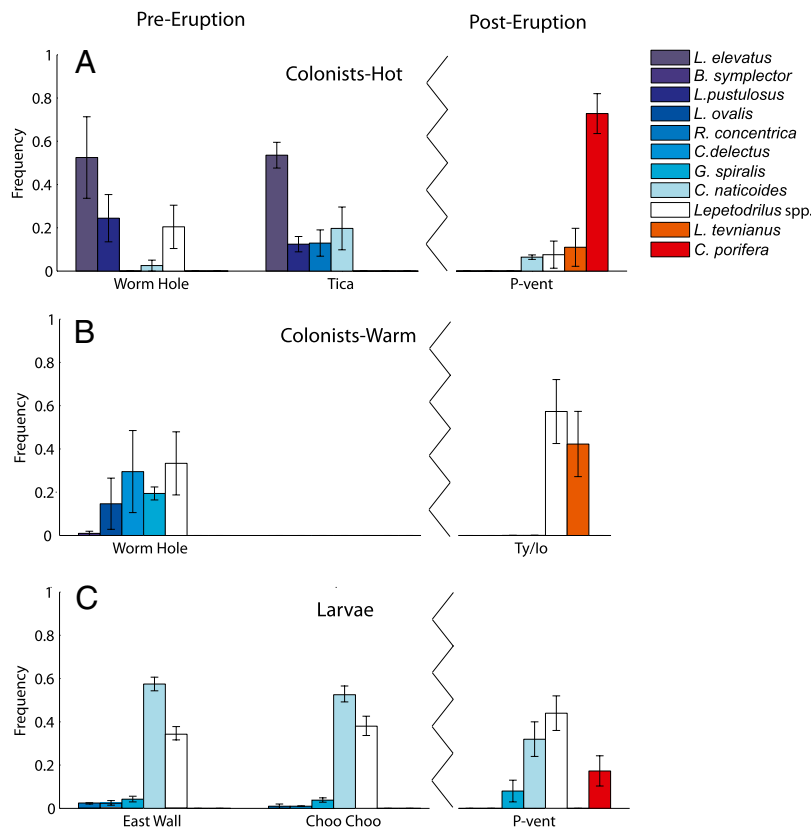 Pre-Eruption
Post-Eruption
A
Colonists-Hot
1
0.8
0.6
0.4
0.2
0
Frequency
Worm Hole
Tica
P-vent
L. elevatus
B. symplector
L.pustulosus
L. ovalis
R. concentrica
C.delectus
G. spiralis
C. naticoides
Lepetodrilus spp.
L. tevnianus
C. porifera
B
Colonists-Warm
1
0.8
0.6
0.4
0.2
0
Frequency
Worm Hole
Ty/Io
C
Larvae
1
0.8
0.6
0.4
0.2
0
Frequency
East Wall
Choo Choo
P-vent